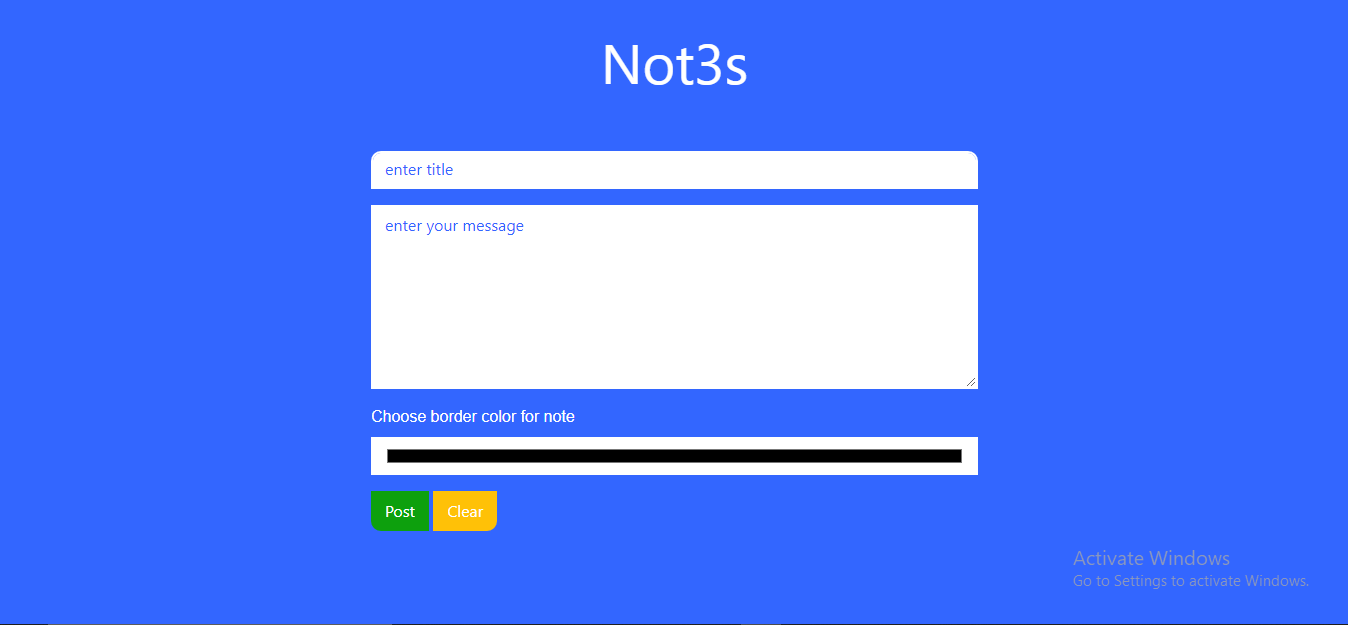 Not3s
enter title
enter your message
Choose border color for note
Post
Clear
Activate Windows
Go to Settings to activate Windows.